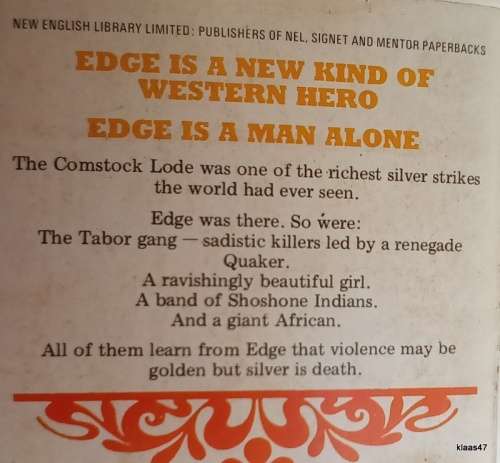 NEW ENGLISH LIBRARY LIMITED: PUBLISHERS OF NEL, SIGNET AND MENTOR PAPERBACKS
EDGE IS A NEW KIND OF
WESTERN HERO
EDGE IS A MAN ALONE
The Comstock Lode was one of the richest silver strikes
the world had ever seen.
Edge was there. So were:
The Tabor gang — sadistic killers led by a renegade
Quaker.
A ravishingly beautiful girl.
A band of Shoshone Indians.
And a giant African.
All of them learn from Edge that violence may be
golden but silver is death.
klaas47